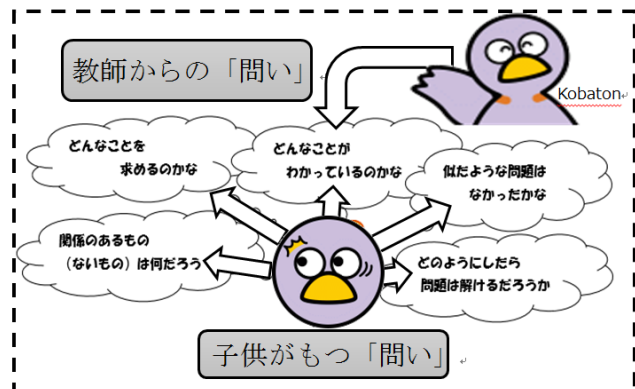 教師からの「問い」
Kobaton
どんなことを
求めるのかな
どんなことが
わかっているのかな
似たような問題は
なかっだかな
関係のあるもの
（ないもの）は何だろう
どのようにしたら
問題は解けるだろうか
子供がもつ「問い」